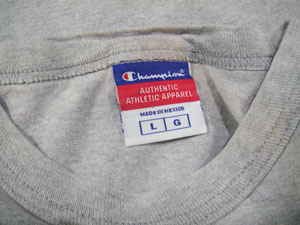 Champion
AUTHENTIC
ATHLETIC APPAREL
MADE IN MEXICO
L G